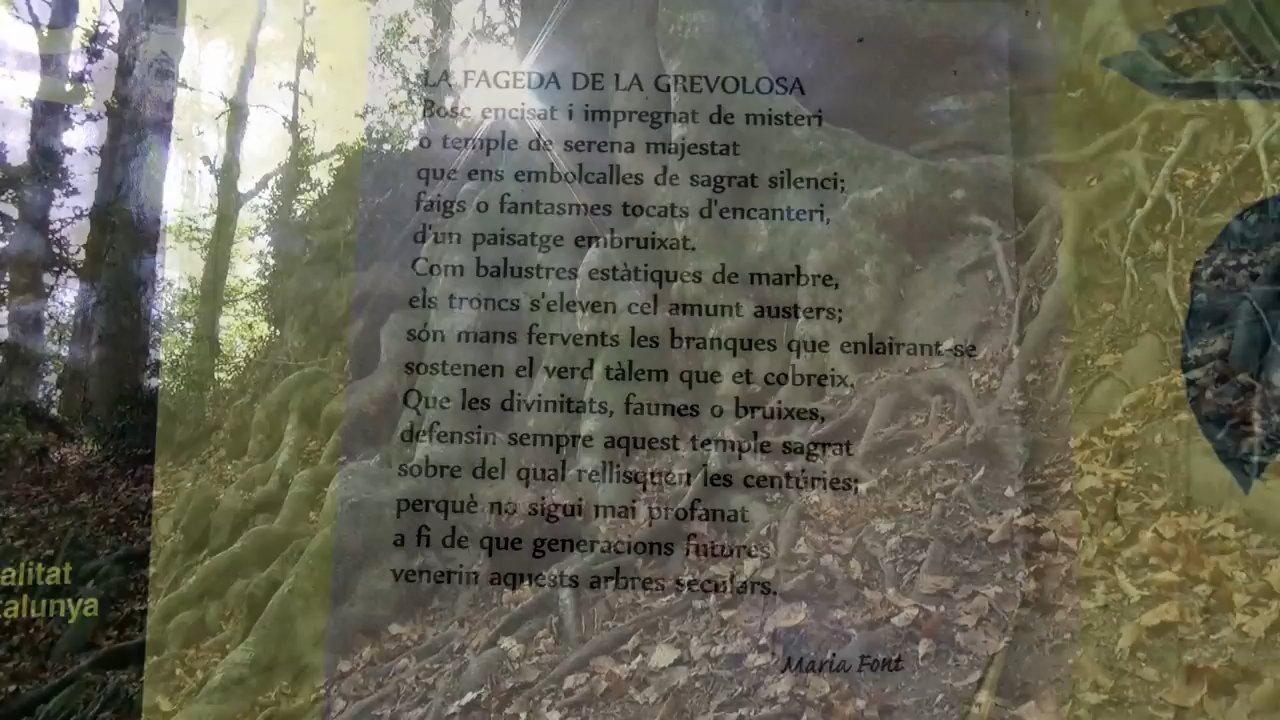 LA FAGEDA DE LA GREVOLOSA
Bosc encisat i impregnat de misteri
o temple de serena majestat
que ens embolcalles de sagrat silenci;
faigs o fantasmes tocats d'encanteri,
d'un paisatge embruixat.
Com balustres estàtiques de marbre,
els troncs s'eleven cel amunt austers;
són mans fervents les branques que enlairant-se
sostenen el verd tàlem que et cobreix.
Que les divinitats, faunes o bruixes,
defensin sempre aquest temple sagrat
sobre del qual rellisquen les centúries;
perquè no sigui mai profanat
a fi de que generacions futures
venerin aquests arbres seculars.
Maria Font
alitat
alunya